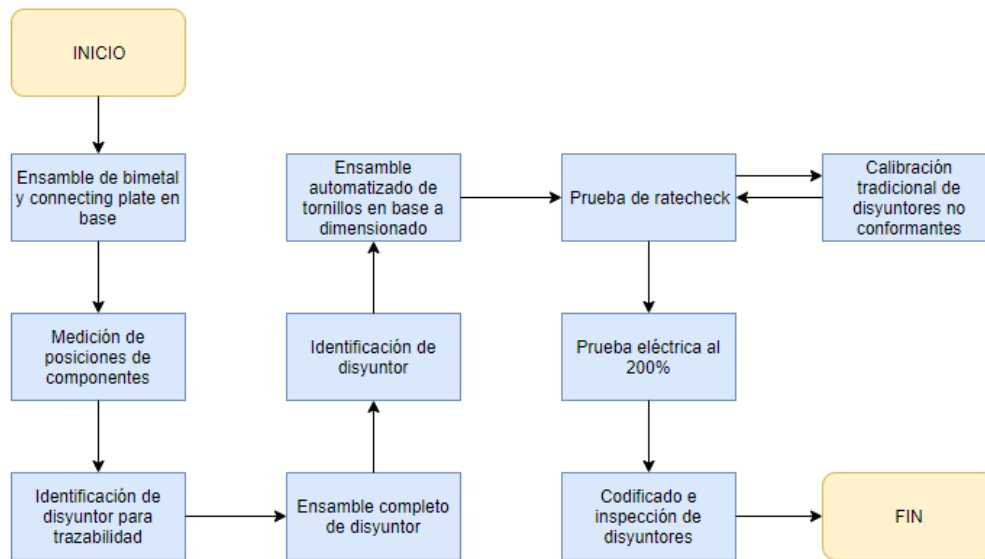 INICIO
Ensamble de bimetal
y connecting plate en
base
Medición de
posiciones de
componentes
Identificación de
disyuntor para
trazabilidad
Ensamble completo
de disyuntor
Identificación de
disyuntor
Ensamble
automatizado de
tornillos en base a
dimensionado
Prueba de ratecheck
Calibración
tradicional de
disyuntores no
conformantes
Prueba eléctrica al
200%
Codificado e
inspección de
disyuntores
FIN